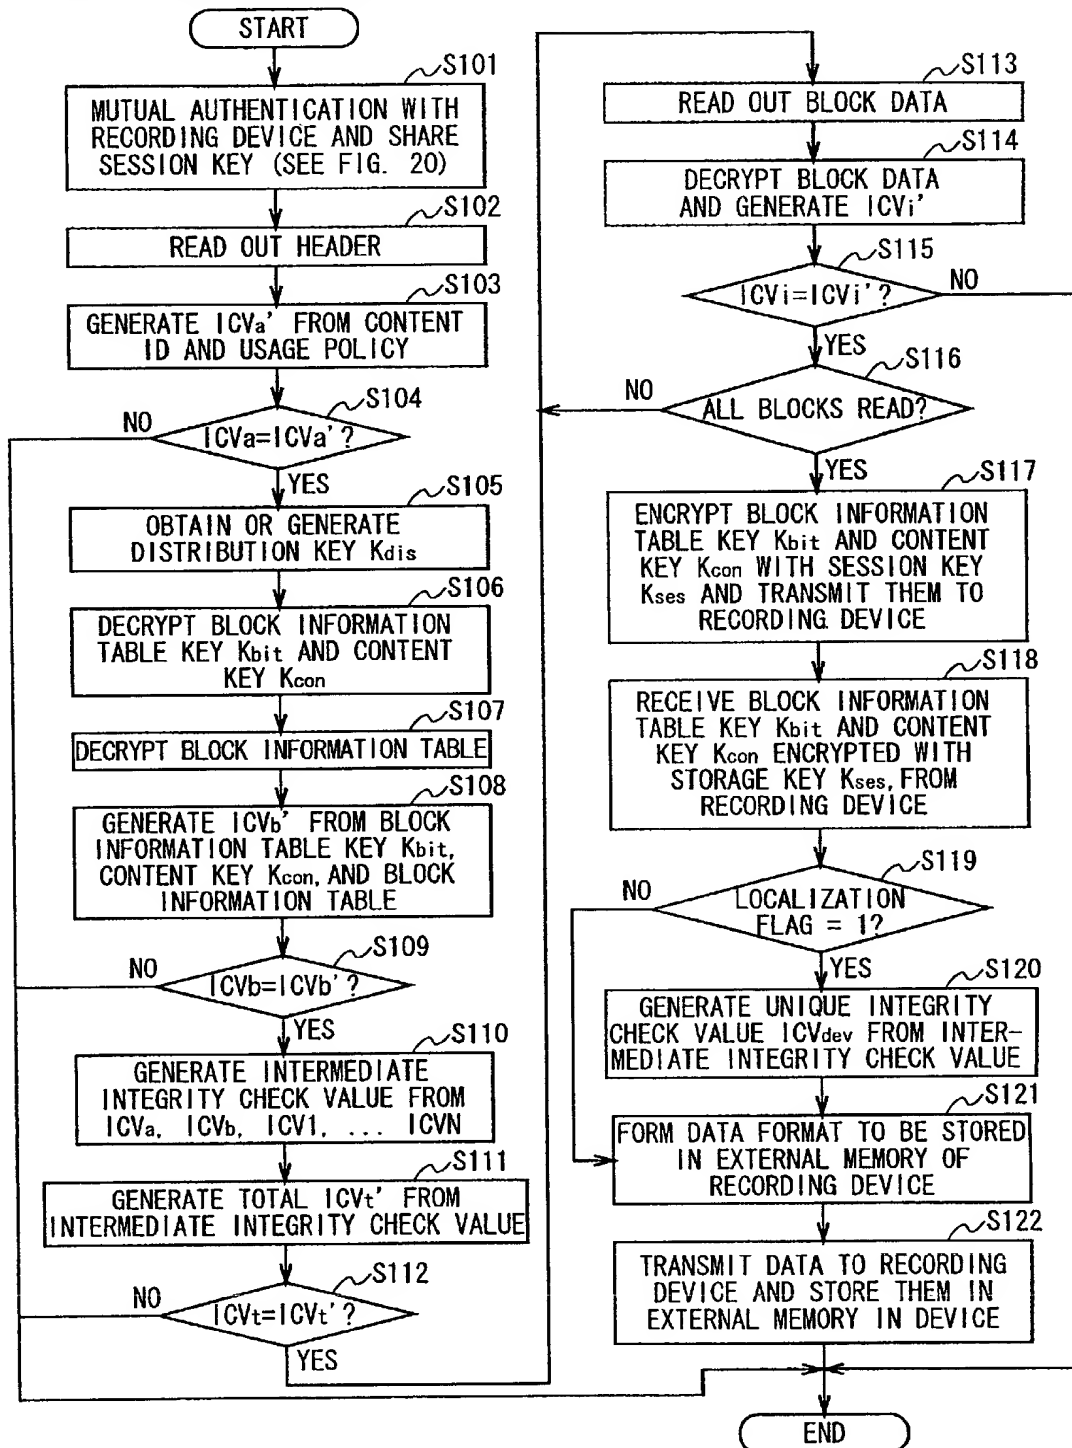 START
S101
MUTUAL AUTHENTICATION WITH
RECORDING DEVICE AND SHARE
SESSION KEY (SEE FIG. 20)
S102
READ OUT HEADER
S103
GENERATE ICVa' FROM CONTENT
ID AND USAGE POLICY
S104
NO
ICVa=ICVa'?
YES
S105
OBTAIN OR GENERATE
DISTRIBUTION KEY Kdis
S106
DECRYPT BLOCK INFORMATION
TABLE KEY Kbit AND CONTENT
KEY Kcon
S107
DECRYPT BLOCK INFORMATION TABLE
S108
GENERATE ICVb' FROM BLOCK
INFORMATION TABLE KEY Kbit,
CONTENT KEY Kcon, AND BLOCK
INFORMATION TABLE
S109
NO
ICVb=ICVb'?
YES
S110
GENERATE INTERMEDIATE
INTEGRITY CHECK VALUE FROM
ICVa, ICVb, ICV1, ... ICVN
S111
GENERATE TOTAL ICVt' FROM
INTERMEDIATE INTEGRITY CHECK VALUE
S112
NO
ICVt=ICVt'?
YES
S113
READ OUT BLOCK DATA
S114
DECRYPT BLOCK DATA
AND GENERATE ICVi'
S115
NO
ICVi=ICVi'?
YES
S116
NO
ALL BLOCKS READ?
YES
S117
ENCRYPT BLOCK INFORMATION
TABLE KEY Kbit AND CONTENT
KEY Kcon WITH SESSION KEY
Kses AND TRANSMIT THEM TO
RECORDING DEVICE
S118
RECEIVE BLOCK INFORMATION
TABLE KEY Kbit AND CONTENT
KEY Kcon ENCRYPTED WITH
STORAGE KEY Kses, FROM
RECORDING DEVICE
S119
NO
LOCALIZATION
FLAG = 1?
YES
S120
GENERATE UNIQUE INTEGRITY
CHECK VALUE ICVdev FROM INTER-
MEDIATE INTEGRITY CHECK VALUE
S121
FORM DATA FORMAT TO BE STORED
IN EXTERNAL MEMORY OF
RECORDING DEVICE
S122
TRANSMIT DATA TO RECORDING
DEVICE AND STORE THEM IN
EXTERNAL MEMORY IN DEVICE
END